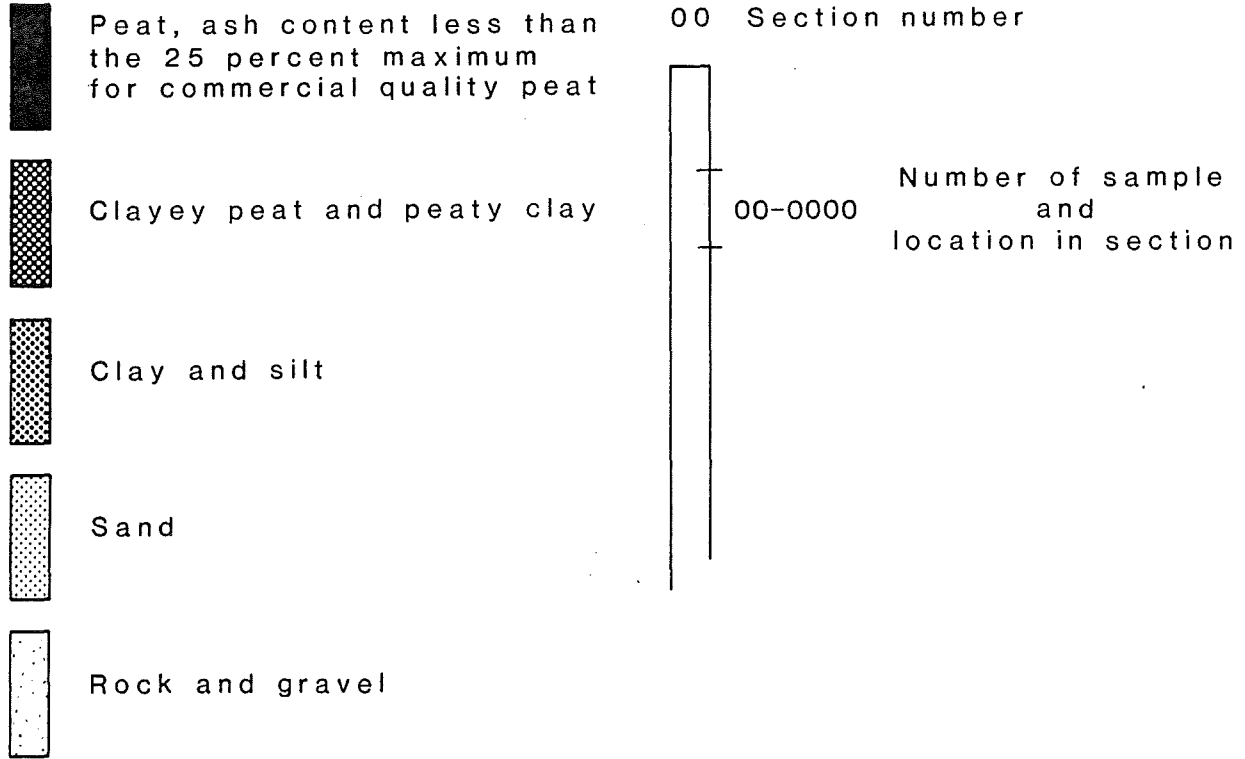 Peat, ash content less than
the 25 percent maximum
for commercial quality peat
Clayey peat and peaty clay
Clay and silt
Sand
Rock and gravel
00 Section number
00-0000
Number of sample
and
location in section